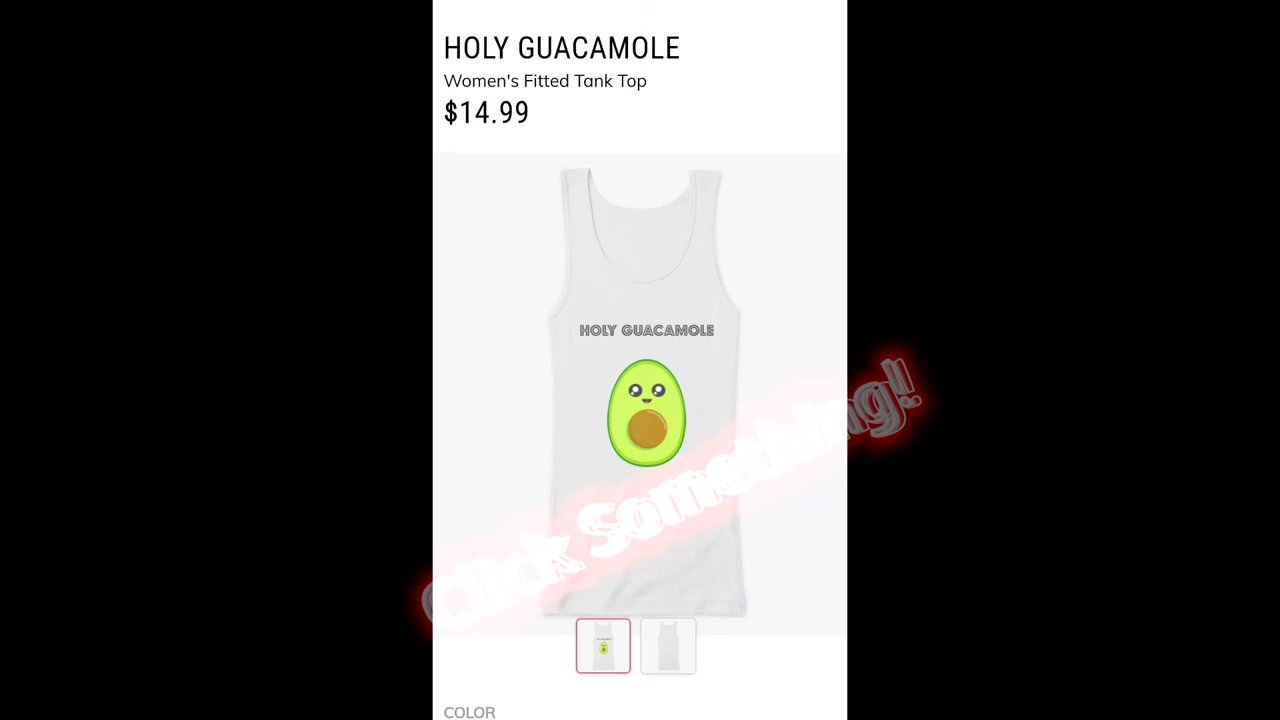 HOLY GUACAMOLE
Women's Fitted Tank Top
$14.99
HOLY GUACAMOLE
Click Something!
COLOR